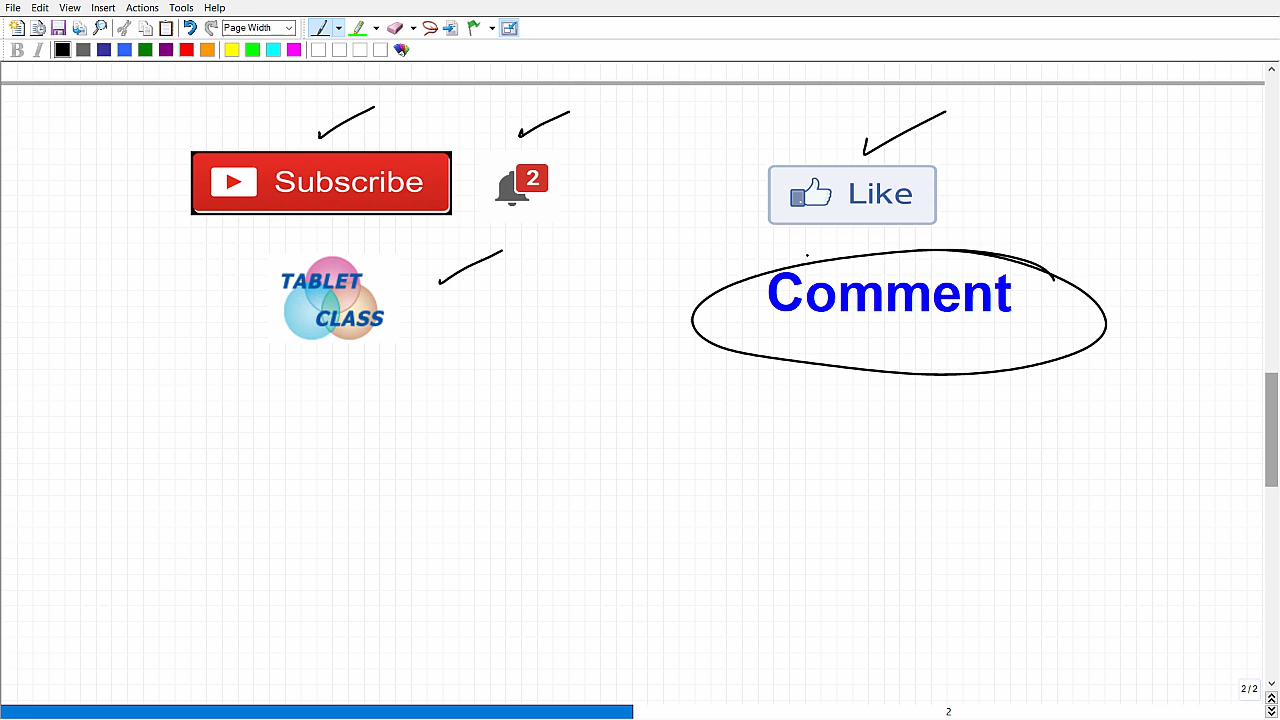 File Edit View Insert Actions Tools Help
Page Width
B I
Subscribe
2
Like
TABLET
CLASS
Comment
2/2
2